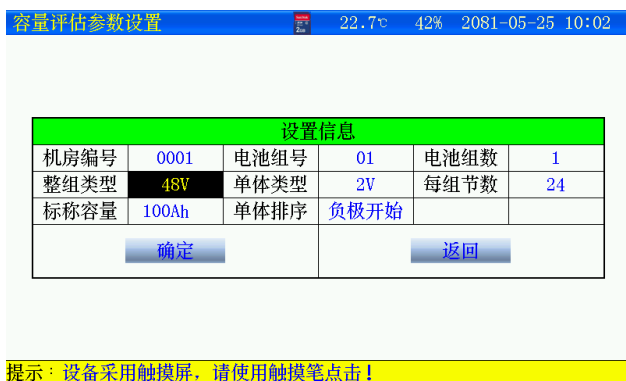 容量评估参数设置 22.7℃ 42% 2081-05-25 10:02
设置信息
机房编号 0001 电池组号 01 电池组数 1
整组类型 48V 单体类型 2V 每组节数 24
标称容量 100Ah 单体排序 负极开始
确定 返回
提示：设备采用触摸屏，请使用触摸笔点击！